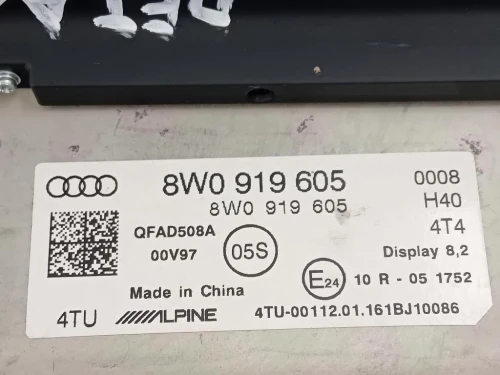 8W0 919 605 0008
8W0 919 605 H40
QFAD508A 4T4
00V97 05S Display 8,2
E24 10 R - 05 1752
Made in China
4TU ALPINE 4TU-00112.01.161BJ10086